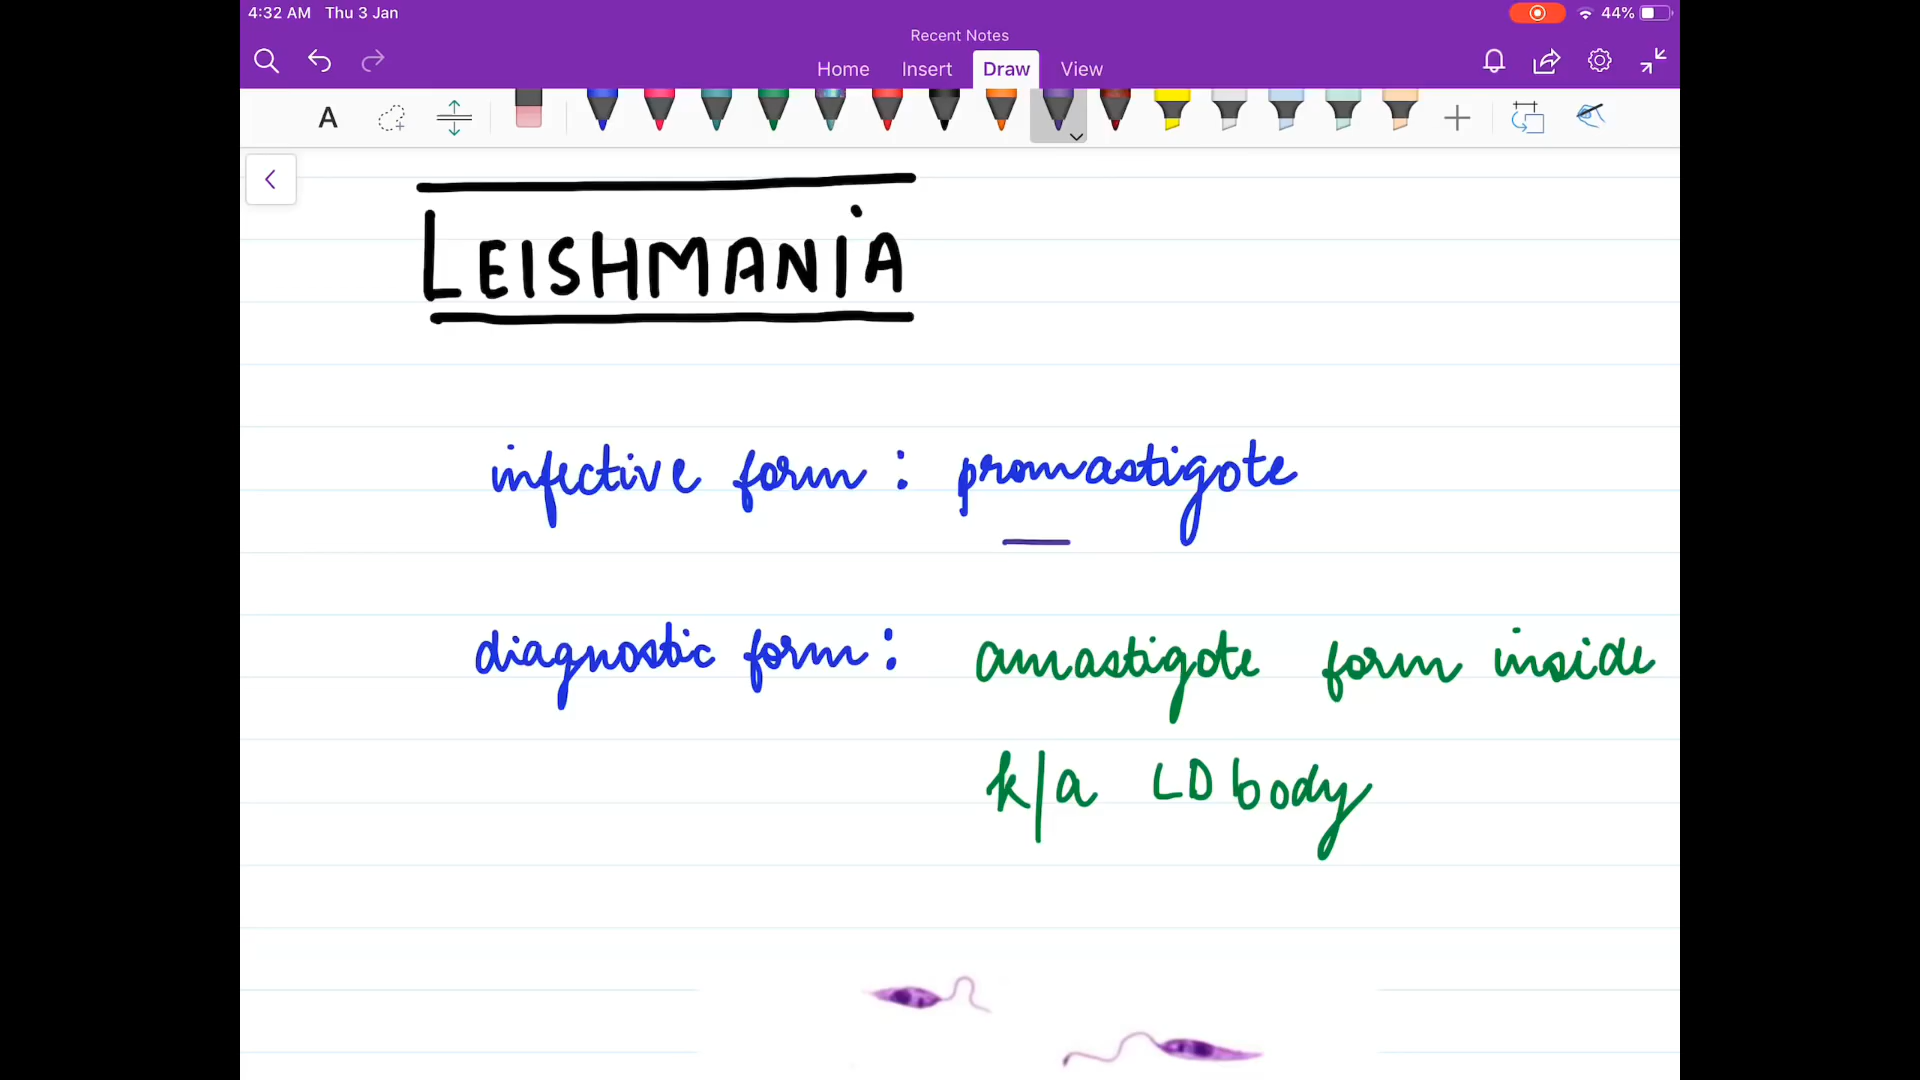 4:32 AM Thu 3 Jan
44%
Recent Notes
Home Insert Draw View
A
LEISHMANiA
infective form : promastigote
diagnostic form : amastigote form inside
k/a LD body